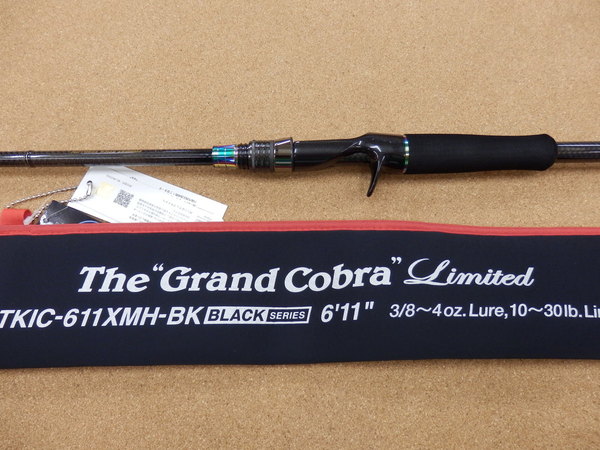 The "Grand Cobra" Limited
TKIC-611XMH-BK BLACK SERIES 6'11" 3/8～4oz. Lure,10～30lb. Lin